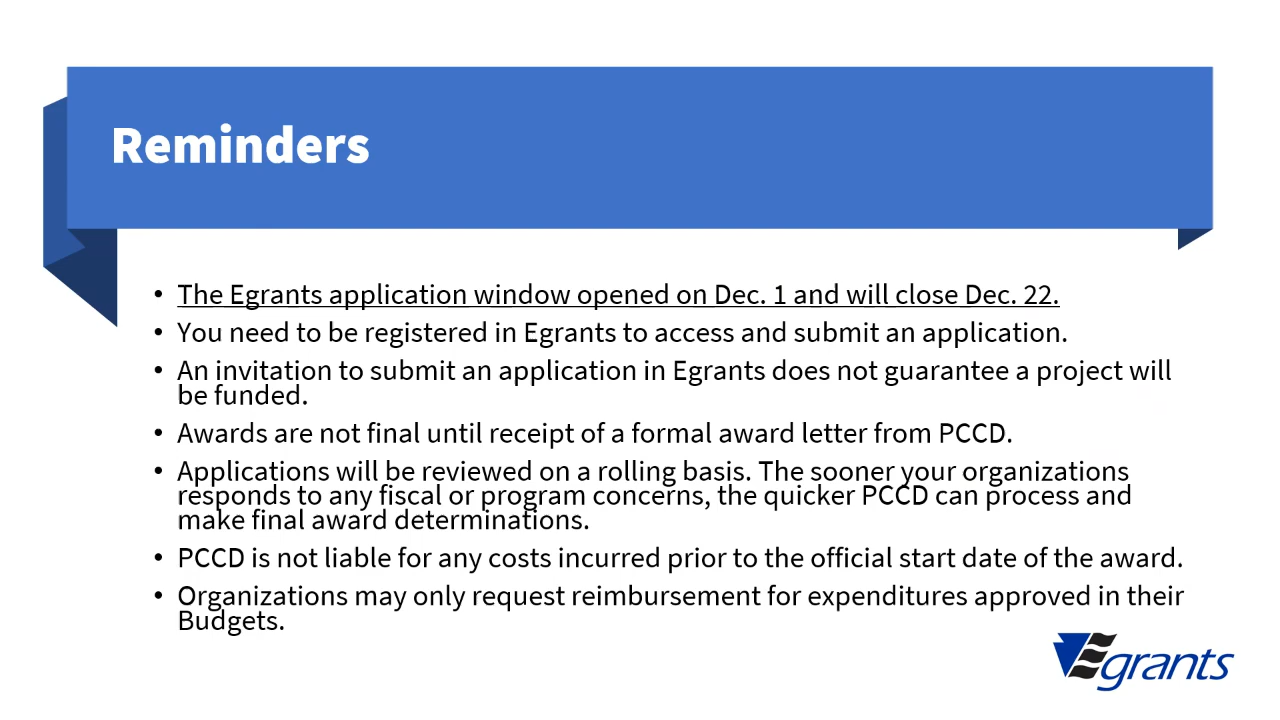 Reminders
• The Egrants application window opened on Dec. 1 and will close Dec. 22.
• You need to be registered in Egrants to access and submit an application.
• An invitation to submit an application in Egrants does not guarantee a project will
be funded.
• Awards are not final until receipt of a formal award letter from PCCD.
• Applications will be reviewed on a rolling basis. The sooner your organizations
responds to any fiscal or program concerns, the quicker PCCD can process and
make final award determinations.
• PCCD is not liable for any costs incurred prior to the official start date of the award.
• Organizations may only request reimbursement for expenditures approved in their
Budgets.
Egrants